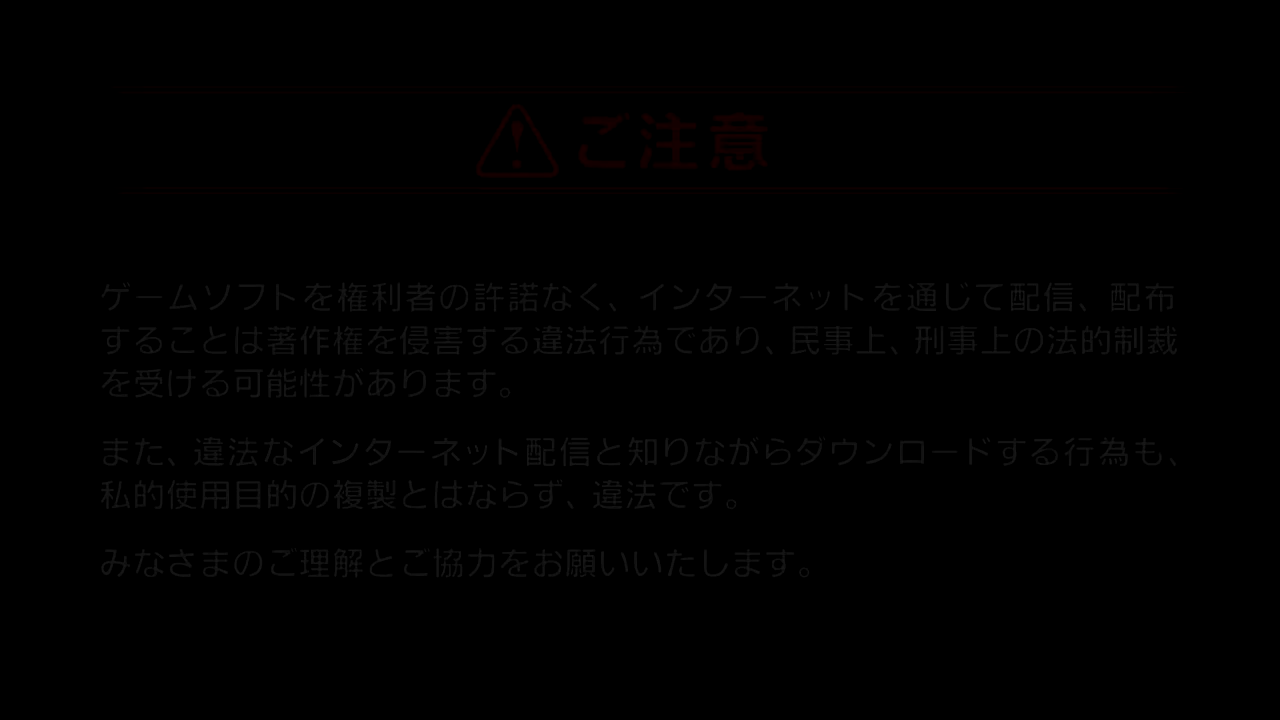 ご注意
ゲームソフトを権利者の許諾なく、インターネットを通じて配信、配布
することは著作権を侵害する違法行為であり、民事上、刑事上の法的制裁
を受ける可能性があります。
また、違法なインターネット配信と知りながらダウンロードする行為も、
私的使用目的の複製とはならず、違法です。
みなさまのご理解とご協力をお願いいたします。